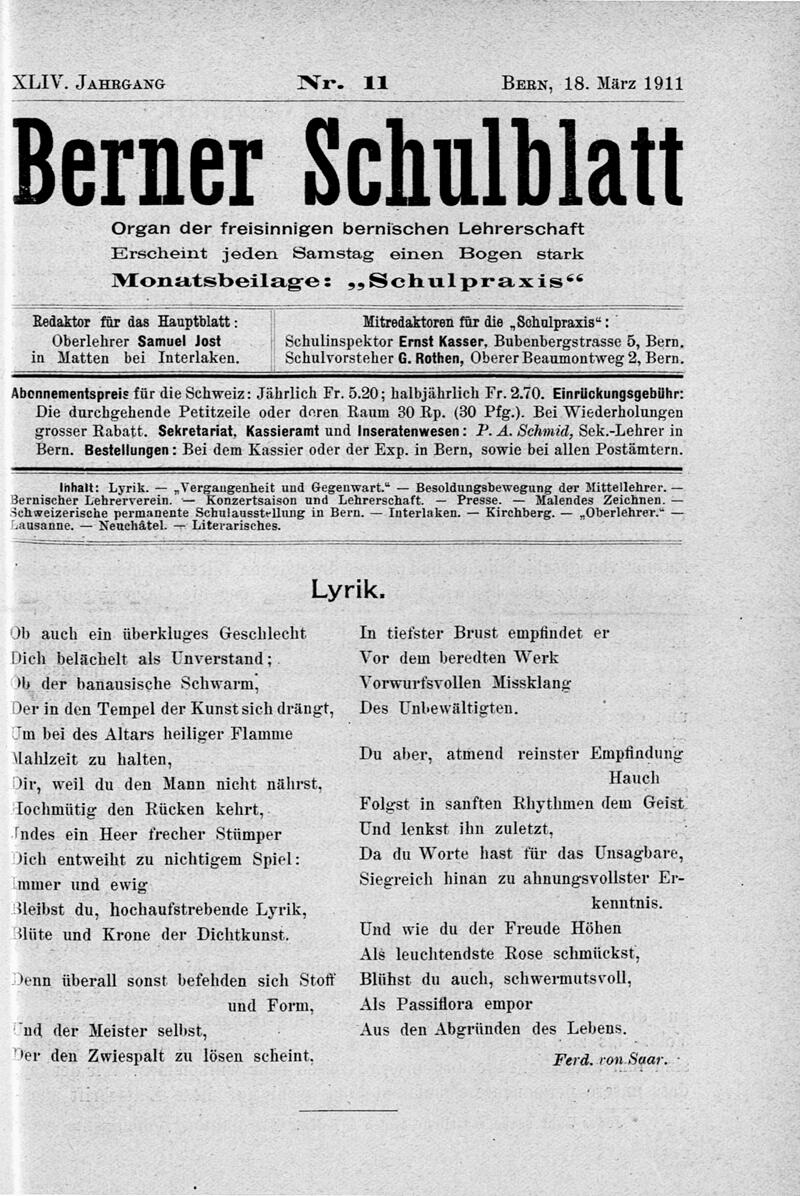 XLIV. JAHRGANG Nr. 11 BERN, 18. März 1911
Berner Schulblatt
Organ der freisinnigen bernischen Lehrerschaft
Erscheint jeden Samstag einen Bogen stark
Monatsbeilage: „Schulpraxis“
Redaktor für das Hauptblatt:
Oberlehrer Samuel Jost
in Matten bei Interlaken.
Mitredaktoren für die „Schulpraxis“:
Schulinspektor Ernst Kasser, Bubenbergstrasse 5, Bern.
Schulvorsteher G. Rothen, Oberer Beaumontweg 2, Bern.
Abonnementspreis für die Schweiz: Jährlich Fr. 5.20; halbjährlich Fr. 2.70. Einrückungsgebühr:
Die durchgehende Petitzeile oder deren Raum 30 Rp. (30 Pfg.). Bei Wiederholungen
grosser Rabatt. Sekretariat, Kassieramt und Inseratenwesen: P. A. Schmid, Sek.-Lehrer in
Bern. Bestellungen: Bei dem Kassier oder der Exp. in Bern, sowie bei allen Postämtern.
Inhalt: Lyrik. — „Vergangenheit und Gegenwart.“ — Besoldungsbewegung der Mittellehrer. —
Bernischer Lehrerverein. — Konzertsaison und Lehrerschaft. — Presse. — Malendes Zeichnen. —
Schweizerische permanente Schulausstellung in Bern. — Interlaken. — Kirchberg. — „Oberlehrer.“ —
Lausanne. — Neuchâtel. — Literarisches.
Lyrik.
Ob auch ein überkluges Geschlecht
Dich belächelt als Unverstand;
Ob der banausische Schwarm,
Der in den Tempel der Kunst sich drängt,
Um bei des Altars heiliger Flamme
Mahlzeit zu halten,
Dir, weil du den Mann nicht nährst,
Hochmütig den Rücken kehrt,
Indes ein Heer frecher Stümper
Dich entweiht zu nichtigem Spiel:
Immer und ewig
Bleibst du, hochaufstrebende Lyrik,
Blüte und Krone der Dichtkunst.
Denn überall sonst befehden sich Stoff
und Form,
Und der Meister selbst,
Der den Zwiespalt zu lösen scheint,
In tiefster Brust empfindet er
Vor dem beredten Werk
Vorwurfsvollen Missklang
Des Unbewältigten.
Du aber, atmend reinster Empfindung
Hauch
Folgst in sanften Rhythmen dem Geist
Und lenkst ihn zuletzt,
Da du Worte hast für das Unsagbare,
Siegreich hinan zu ahnungsvollster Er-
kenntnis.
Und wie du der Freude Höhen
Als leuchtendste Rose schmückst,
Blühst du auch, schwermutsvoll,
Als Passiflora empor
Aus den Abgründen des Lebens.
Ferd. von Saar.